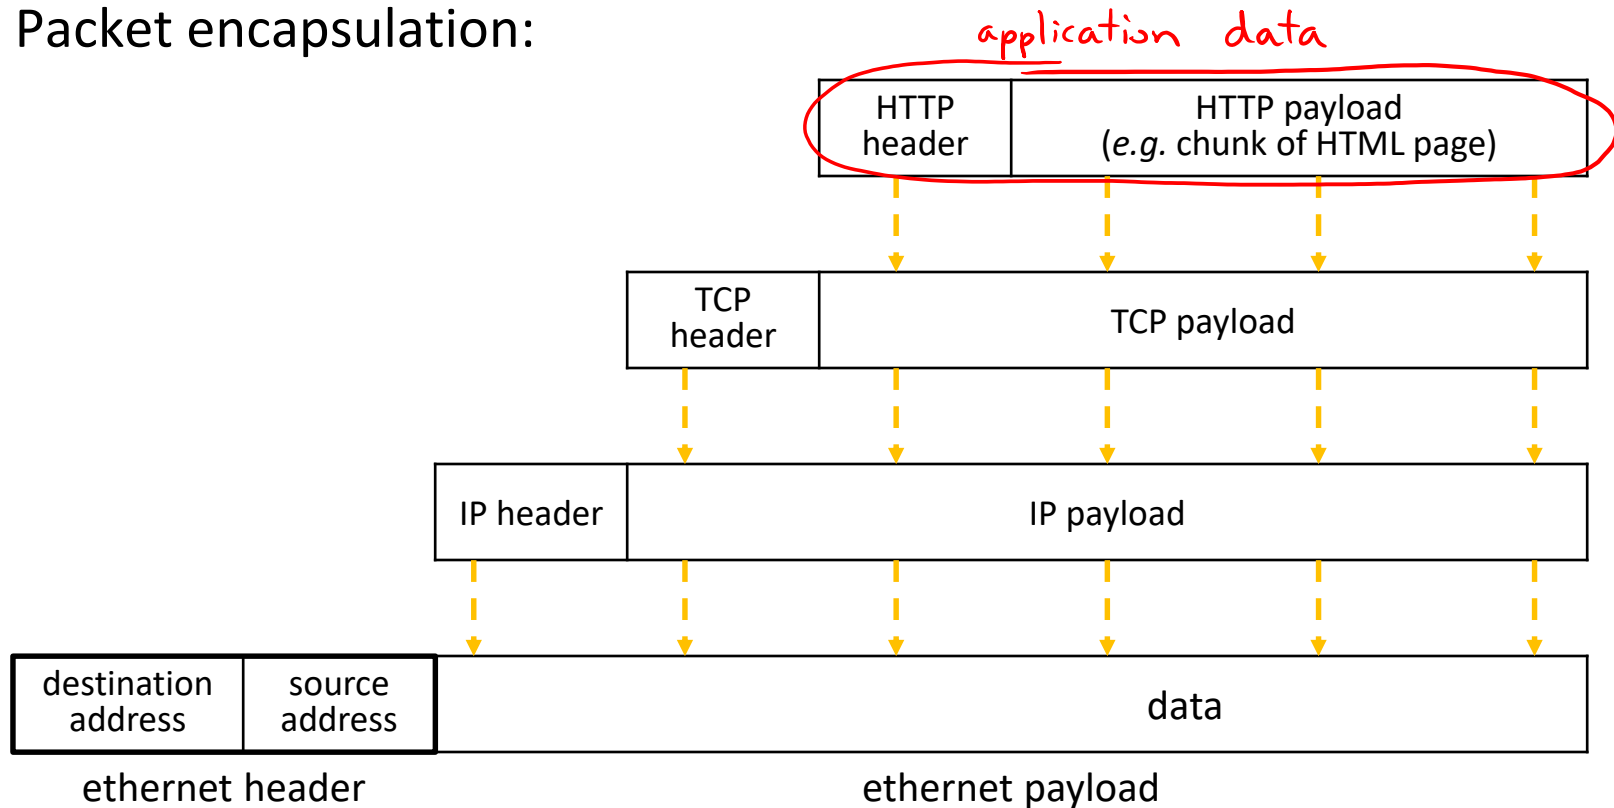 Packet encapsulation:
application data
HTTP
header
HTTP payload
(e.g. chunk of HTML page)
TCP
header
TCP payload
IP header
IP payload
destination
address
source
address
data
ethernet header
ethernet payload